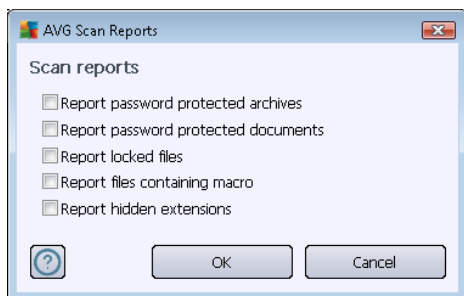 AVG Scan Reports
Scan reports
Report password protected archives
Report password protected documents
Report locked files
Report files containing macro
Report hidden extensions
?
OK
Cancel